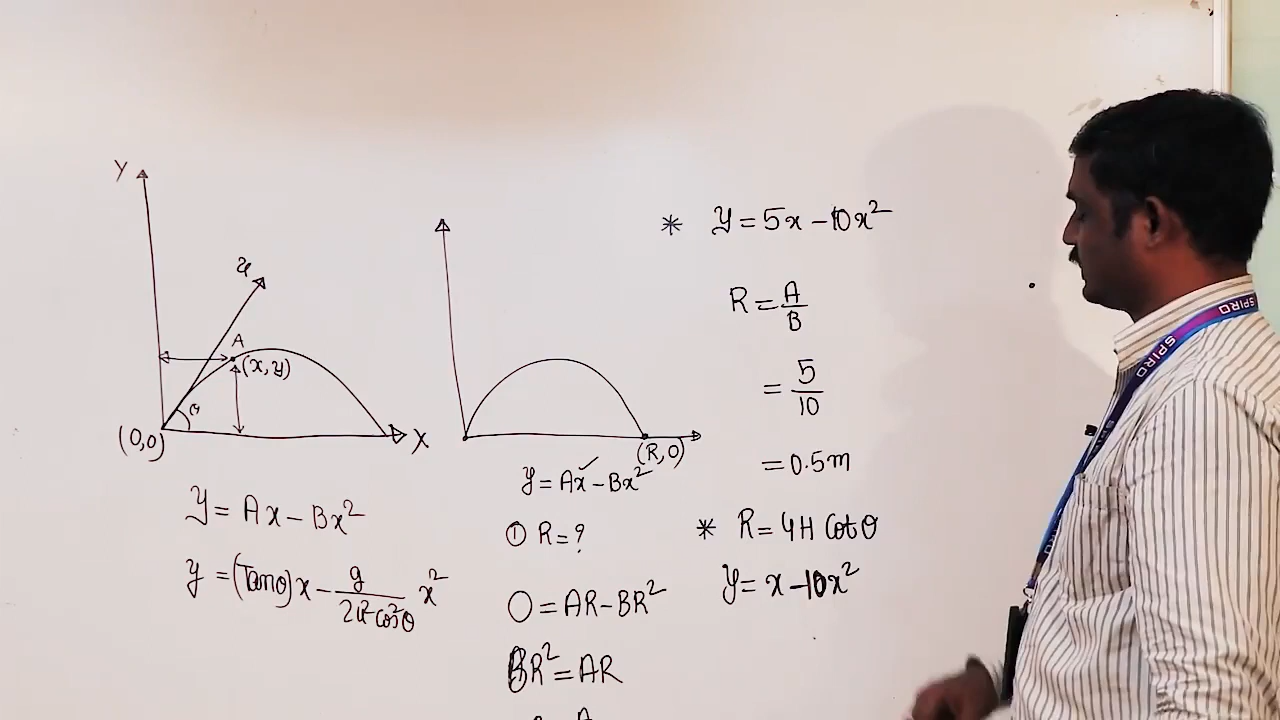 Y
u
A
(x, y)
θ
(0,0)
X
y = Ax - Bx²
y = (Tanθ)x - g/2u²cos²θ x²
(R, 0)
y = Ax - Bx²
① R = ?
0 = AR - BR²
BR² = AR
A
* y = 5x - 10x²
R = A/B
= 5/10
= 0.5m
* R = 4H Cotθ
y = x - 10x²
SPIRO
SPIRO